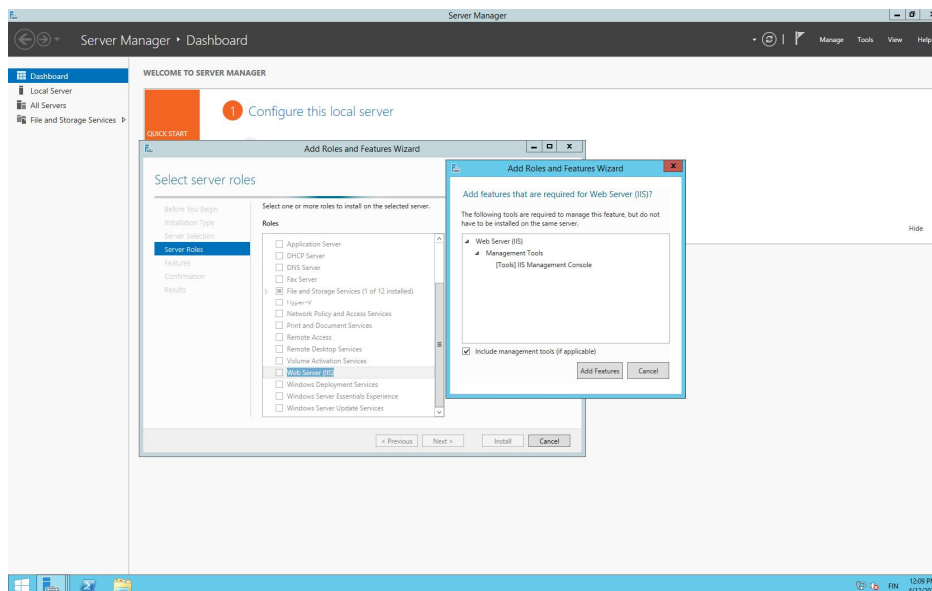 Server Manager
Server Manager • Dashboard
Manage Tools View Help
Dashboard
Local Server
All Servers
File and Storage Services
WELCOME TO SERVER MANAGER
QUICK START
1 Configure this local server
Hide
Add Roles and Features Wizard
Select server roles
Before You Begin
Installation Type
Server Selection
Server Roles
Features
Confirmation
Results
Select one or more roles to install on the selected server.
Roles
Application Server
DHCP Server
DNS Server
Fax Server
File and Storage Services (1 of 12 installed)
Hyper-V
Network Policy and Access Services
Print and Document Services
Remote Access
Remote Desktop Services
Volume Activation Services
Web Server (IIS)
Windows Deployment Services
Windows Server Essentials Experience
Windows Server Update Services
< Previous Next > Install Cancel
Add Roles and Features Wizard
Add features that are required for Web Server (IIS)?
The following tools are required to manage this feature, but do not
have to be installed on the same server.
Web Server (IIS)
Management Tools
[Tools] IIS Management Console
Include management tools (if applicable)
Add Features Cancel
FIN
12:09 P